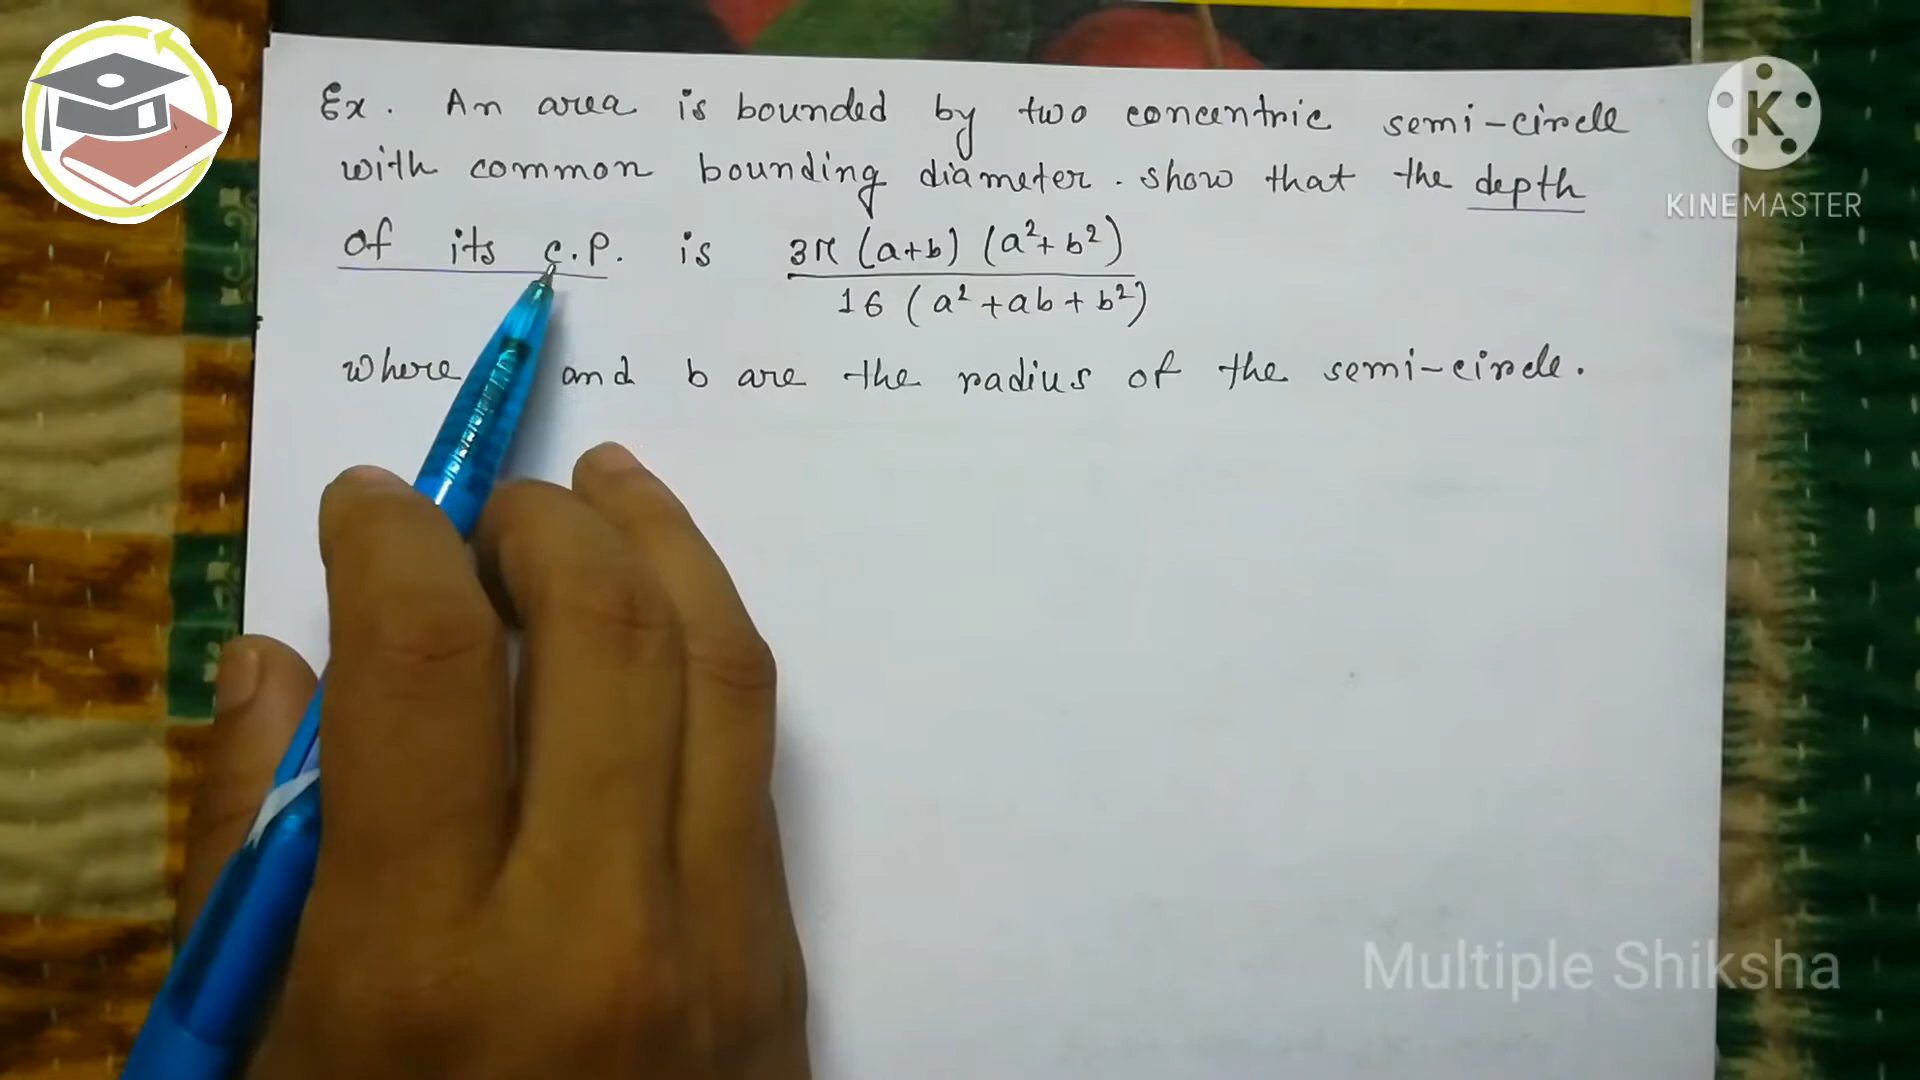 Ex. An area is bounded by two concentric semi-circle
with common bounding diameter. show that the depth
of its C.P. is 3π (a+b) (a²+b²)
16 (a²+ab+b²)
where and b are the radius of the semi-circle.
K
KINEMASTER
Multiple Shiksha